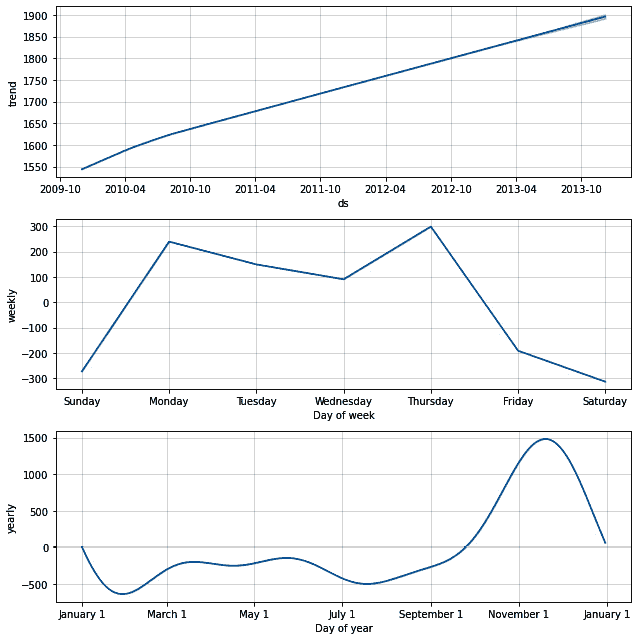 1900
1850
1800
1750
1700
1650
1600
1550
trend
2009-10 2010-04 2010-10 2011-04 2011-10 2012-04 2012-10 2013-04 2013-10
ds
300
200
100
0
−100
−200
−300
weekly
Sunday Monday Tuesday Wednesday Thursday Friday Saturday
Day of week
1500
1000
500
0
−500
yearly
January 1 March 1 May 1 July 1 September 1 November 1 January 1
Day of year